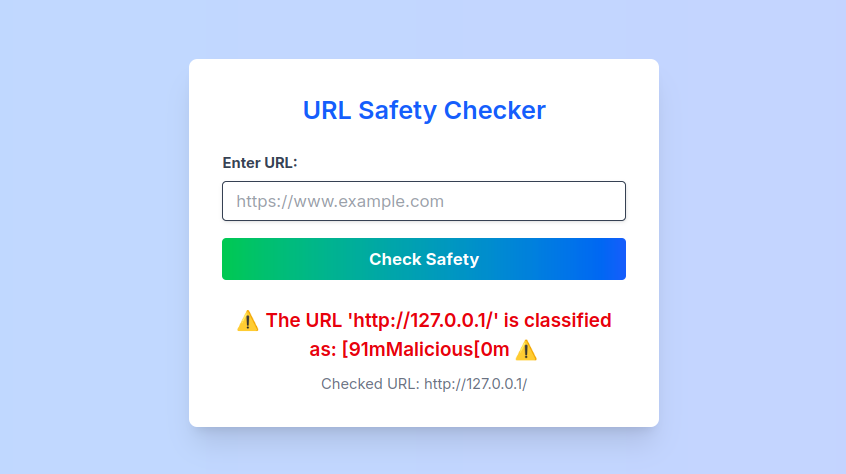 URL Safety Checker
Enter URL:
https://www.example.com
Check Safety
⚠️ The URL 'http://127.0.0.1/' is classified
as: [91mMalicious[0m ⚠️
Checked URL: http://127.0.0.1/